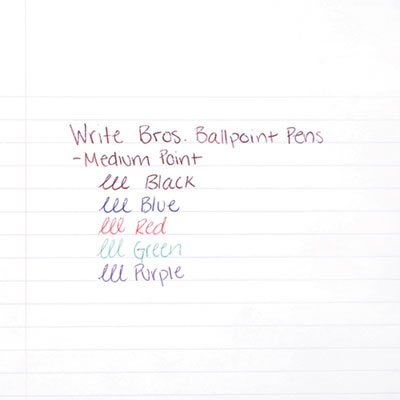 Write Bros. Ballpoint Pens
-Medium Point
lll Black
lll Blue
lll Red
lll Green
lll Purple